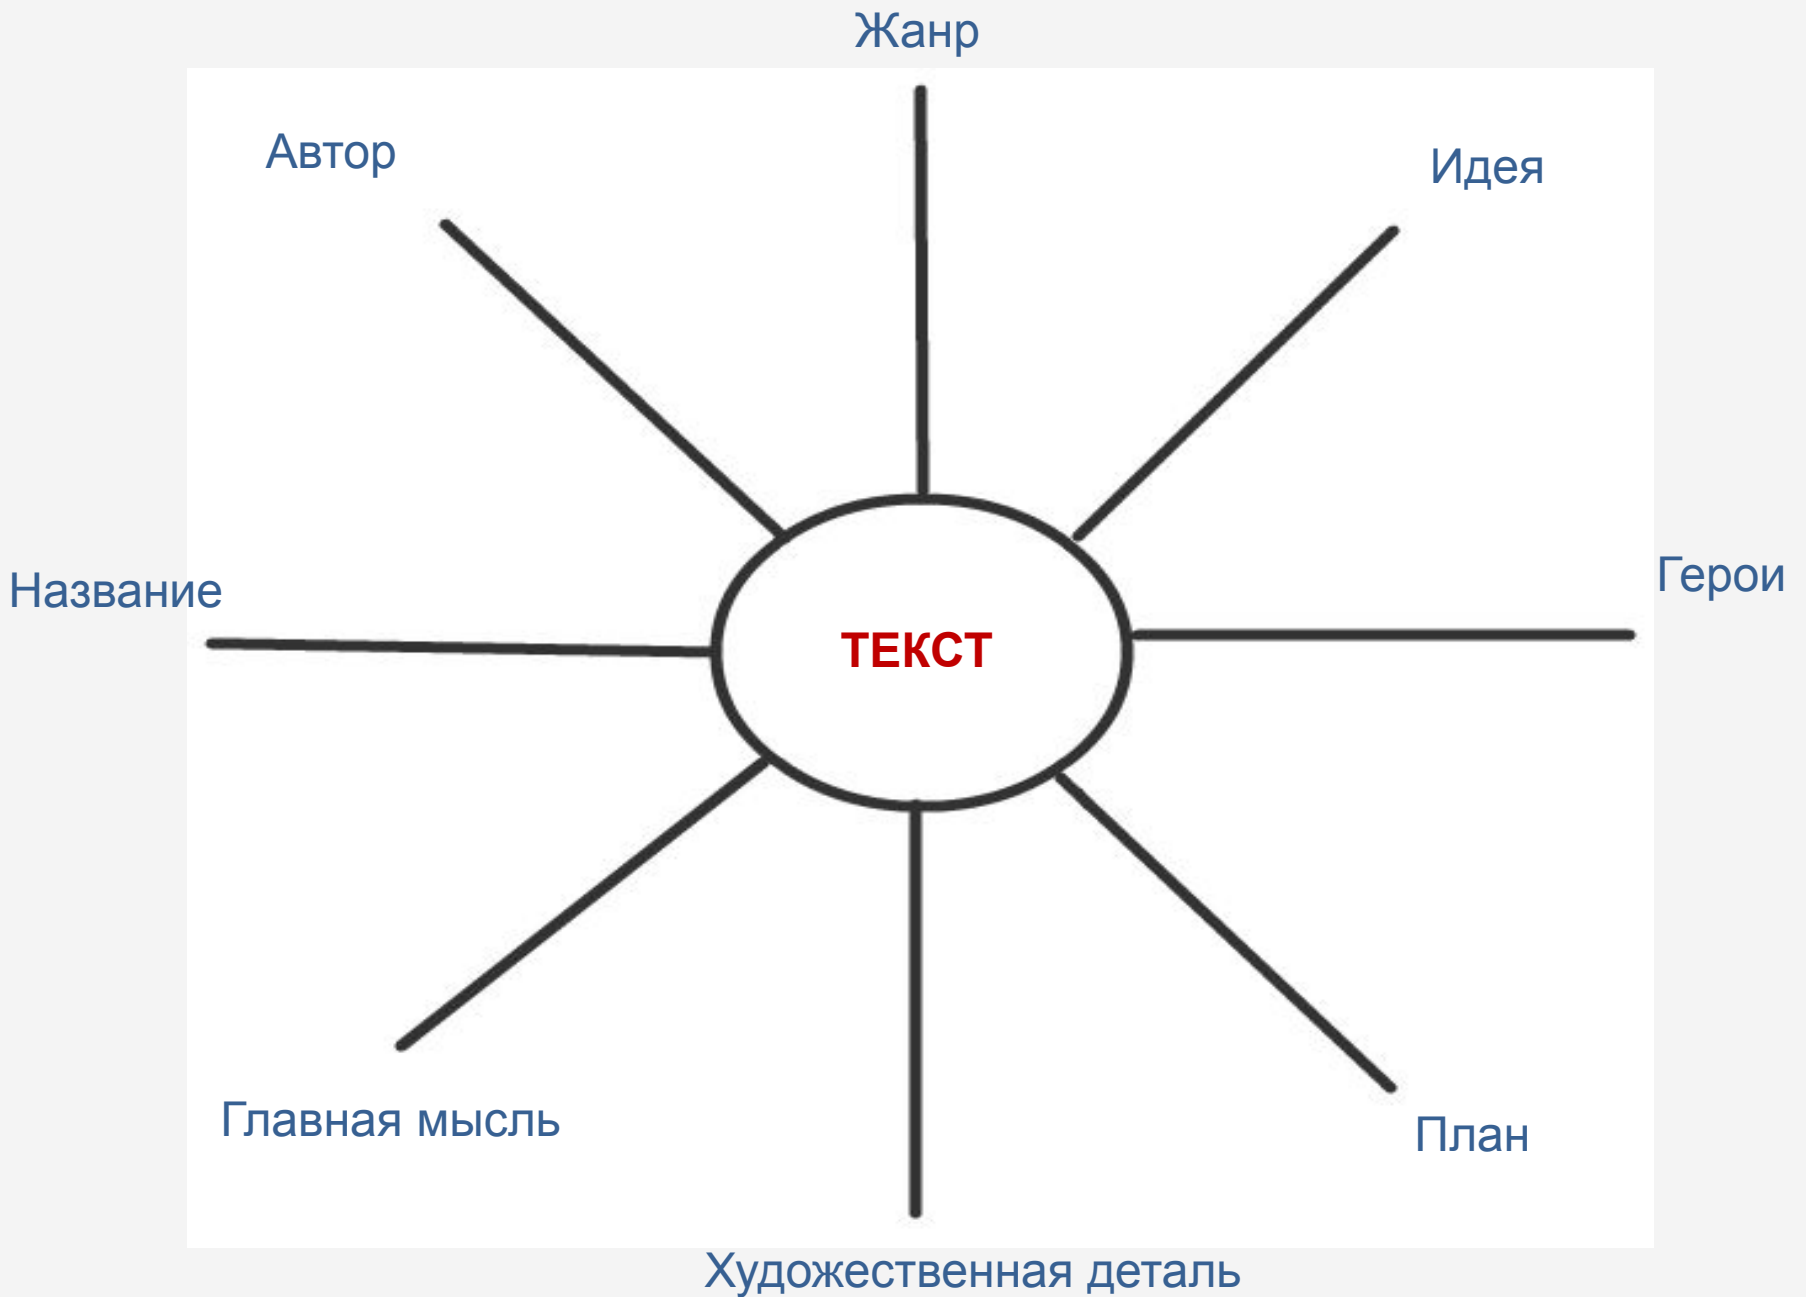 Жанр
Автор
Идея
Название
Герои
ТЕКСТ
Главная мысль
План
Художественная деталь